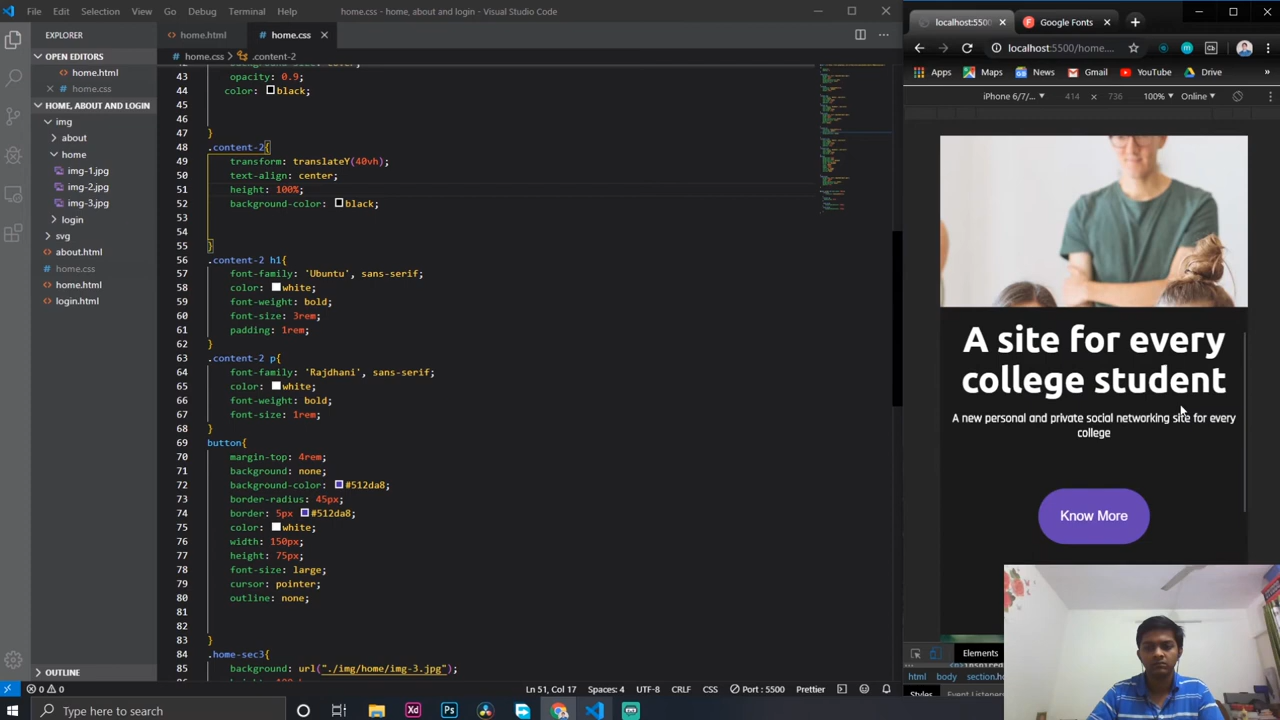 File Edit Selection View Go Debug Terminal Help
home.css - home, about and login - Visual Studio Code
EXPLORER
OPEN EDITORS
home.html
home.css
HOME, ABOUT AND LOGIN
img
about
home
img-1.jpg
img-2.jpg
img-3.jpg
login
svg
about.html
home.css
home.html
login.html
OUTLINE
home.html
home.css
home.css > .content-2
43 opacity: 0.9;
44 color: black;
45
46
47 }
48 .content-2{
49 transform: translateY(40vh);
50 text-align: center;
51 height: 100%;
52 background-color: black;
53
54
55 }
56 .content-2 h1{
57 font-family: 'Ubuntu', sans-serif;
58 color: white;
59 font-weight: bold;
60 font-size: 3rem;
61 padding: 1rem;
62 }
63 .content-2 p{
64 font-family: 'Rajdhani', sans-serif;
65 color: white;
66 font-weight: bold;
67 font-size: 1rem;
68 }
69 button{
70 margin-top: 4rem;
71 background: none;
72 background-color: #512da8;
73 border-radius: 45px;
74 border: 5px #512da8;
75 color: white;
76 width: 150px;
77 height: 75px;
78 font-size: large;
79 cursor: pointer;
80 outline: none;
81
82
83 }
84 .home-sec3{
85 background: url("./img/home/img-3.jpg");
0 0
Ln 51, Col 17 Spaces: 4 UTF-8 CRLF CSS Port : 5500 Prettier
Type here to search
localhost:5500
Google Fonts
localhost:5500/home....
Apps Maps News Gmail YouTube Drive »
iPhone 6/7/... 414 × 736 100% Online
A site for every
college student
A new personal and private social networking site for every
college
Know More
Elements
html body section.ho
Styles Event Listener